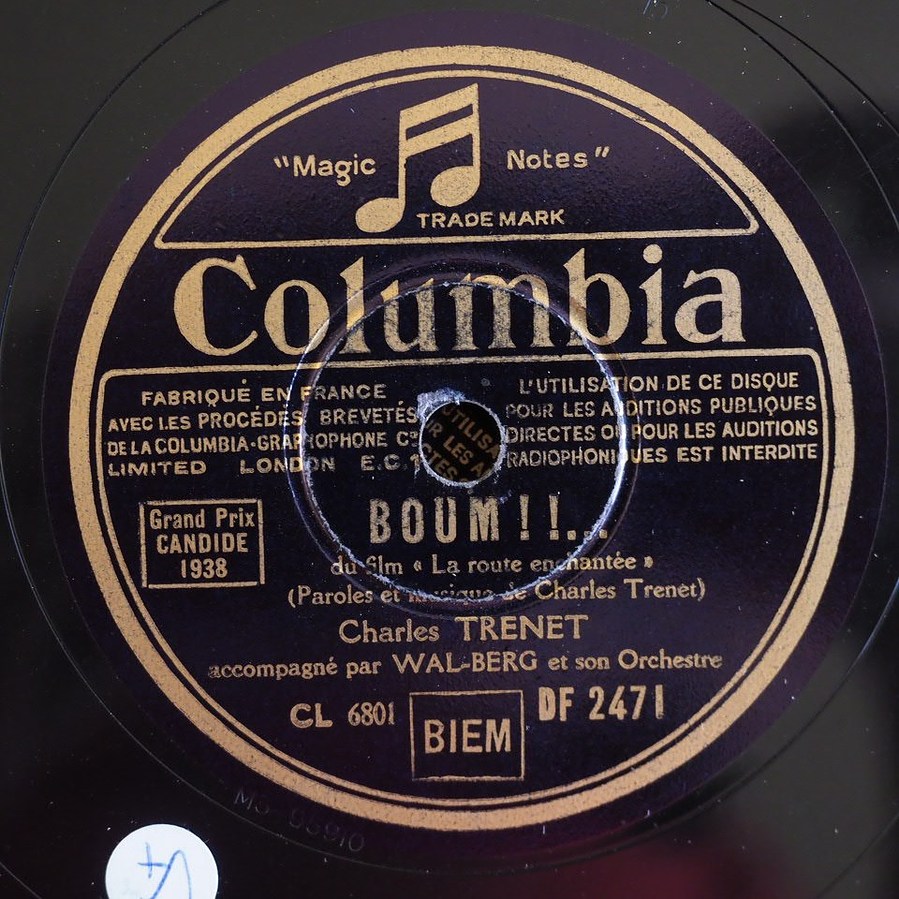 "Magic Notes"
TRADE MARK
Columbia
FABRIQUÉ EN FRANCE
AVEC LES PROCÉDÉS BREVETÉS
DE LA COLUMBIA-GRAPHOPHONE Cº
LIMITED LONDON E.C.1
L'UTILISATION DE CE DISQUE
POUR LES AUDITIONS PUBLIQUES
DIRECTES OU POUR LES AUDITIONS
RADIOPHONIQUES EST INTERDITE
BOUM!!...
Grand Prix
CANDIDE
1938
du film « La route enchantée »
(Paroles et musique de Charles Trenet)
Charles TRENET
accompagné par WAL-BERG et son Orchestre
CL 6801
BIEM
DF 2471